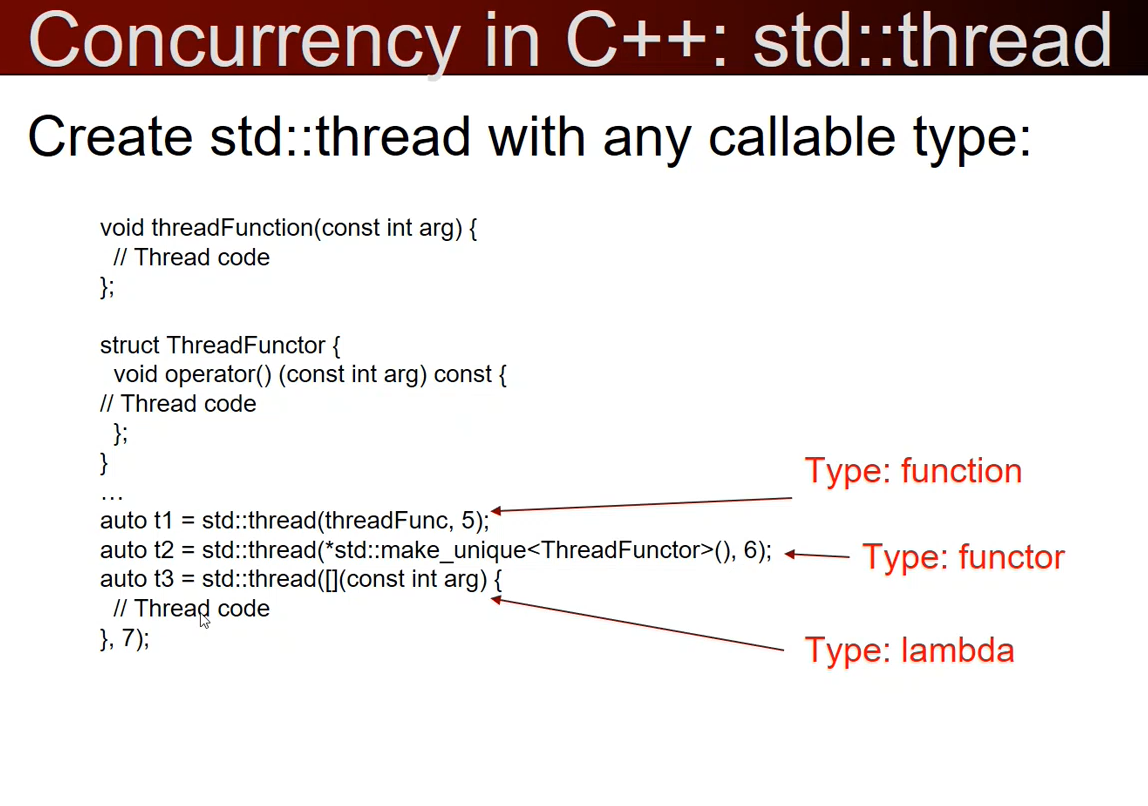 Concurrency in C++: std::thread
Create std::thread with any callable type:
void threadFunction(const int arg) {
// Thread code
};
struct ThreadFunctor {
void operator() (const int arg) const {
// Thread code
};
}
…
auto t1 = std::thread(threadFunc, 5);
auto t2 = std::thread(*std::make_unique<ThreadFunctor>(), 6);
auto t3 = std::thread([](const int arg) {
// Thread code
}, 7);
Type: function
Type: functor
Type: lambda